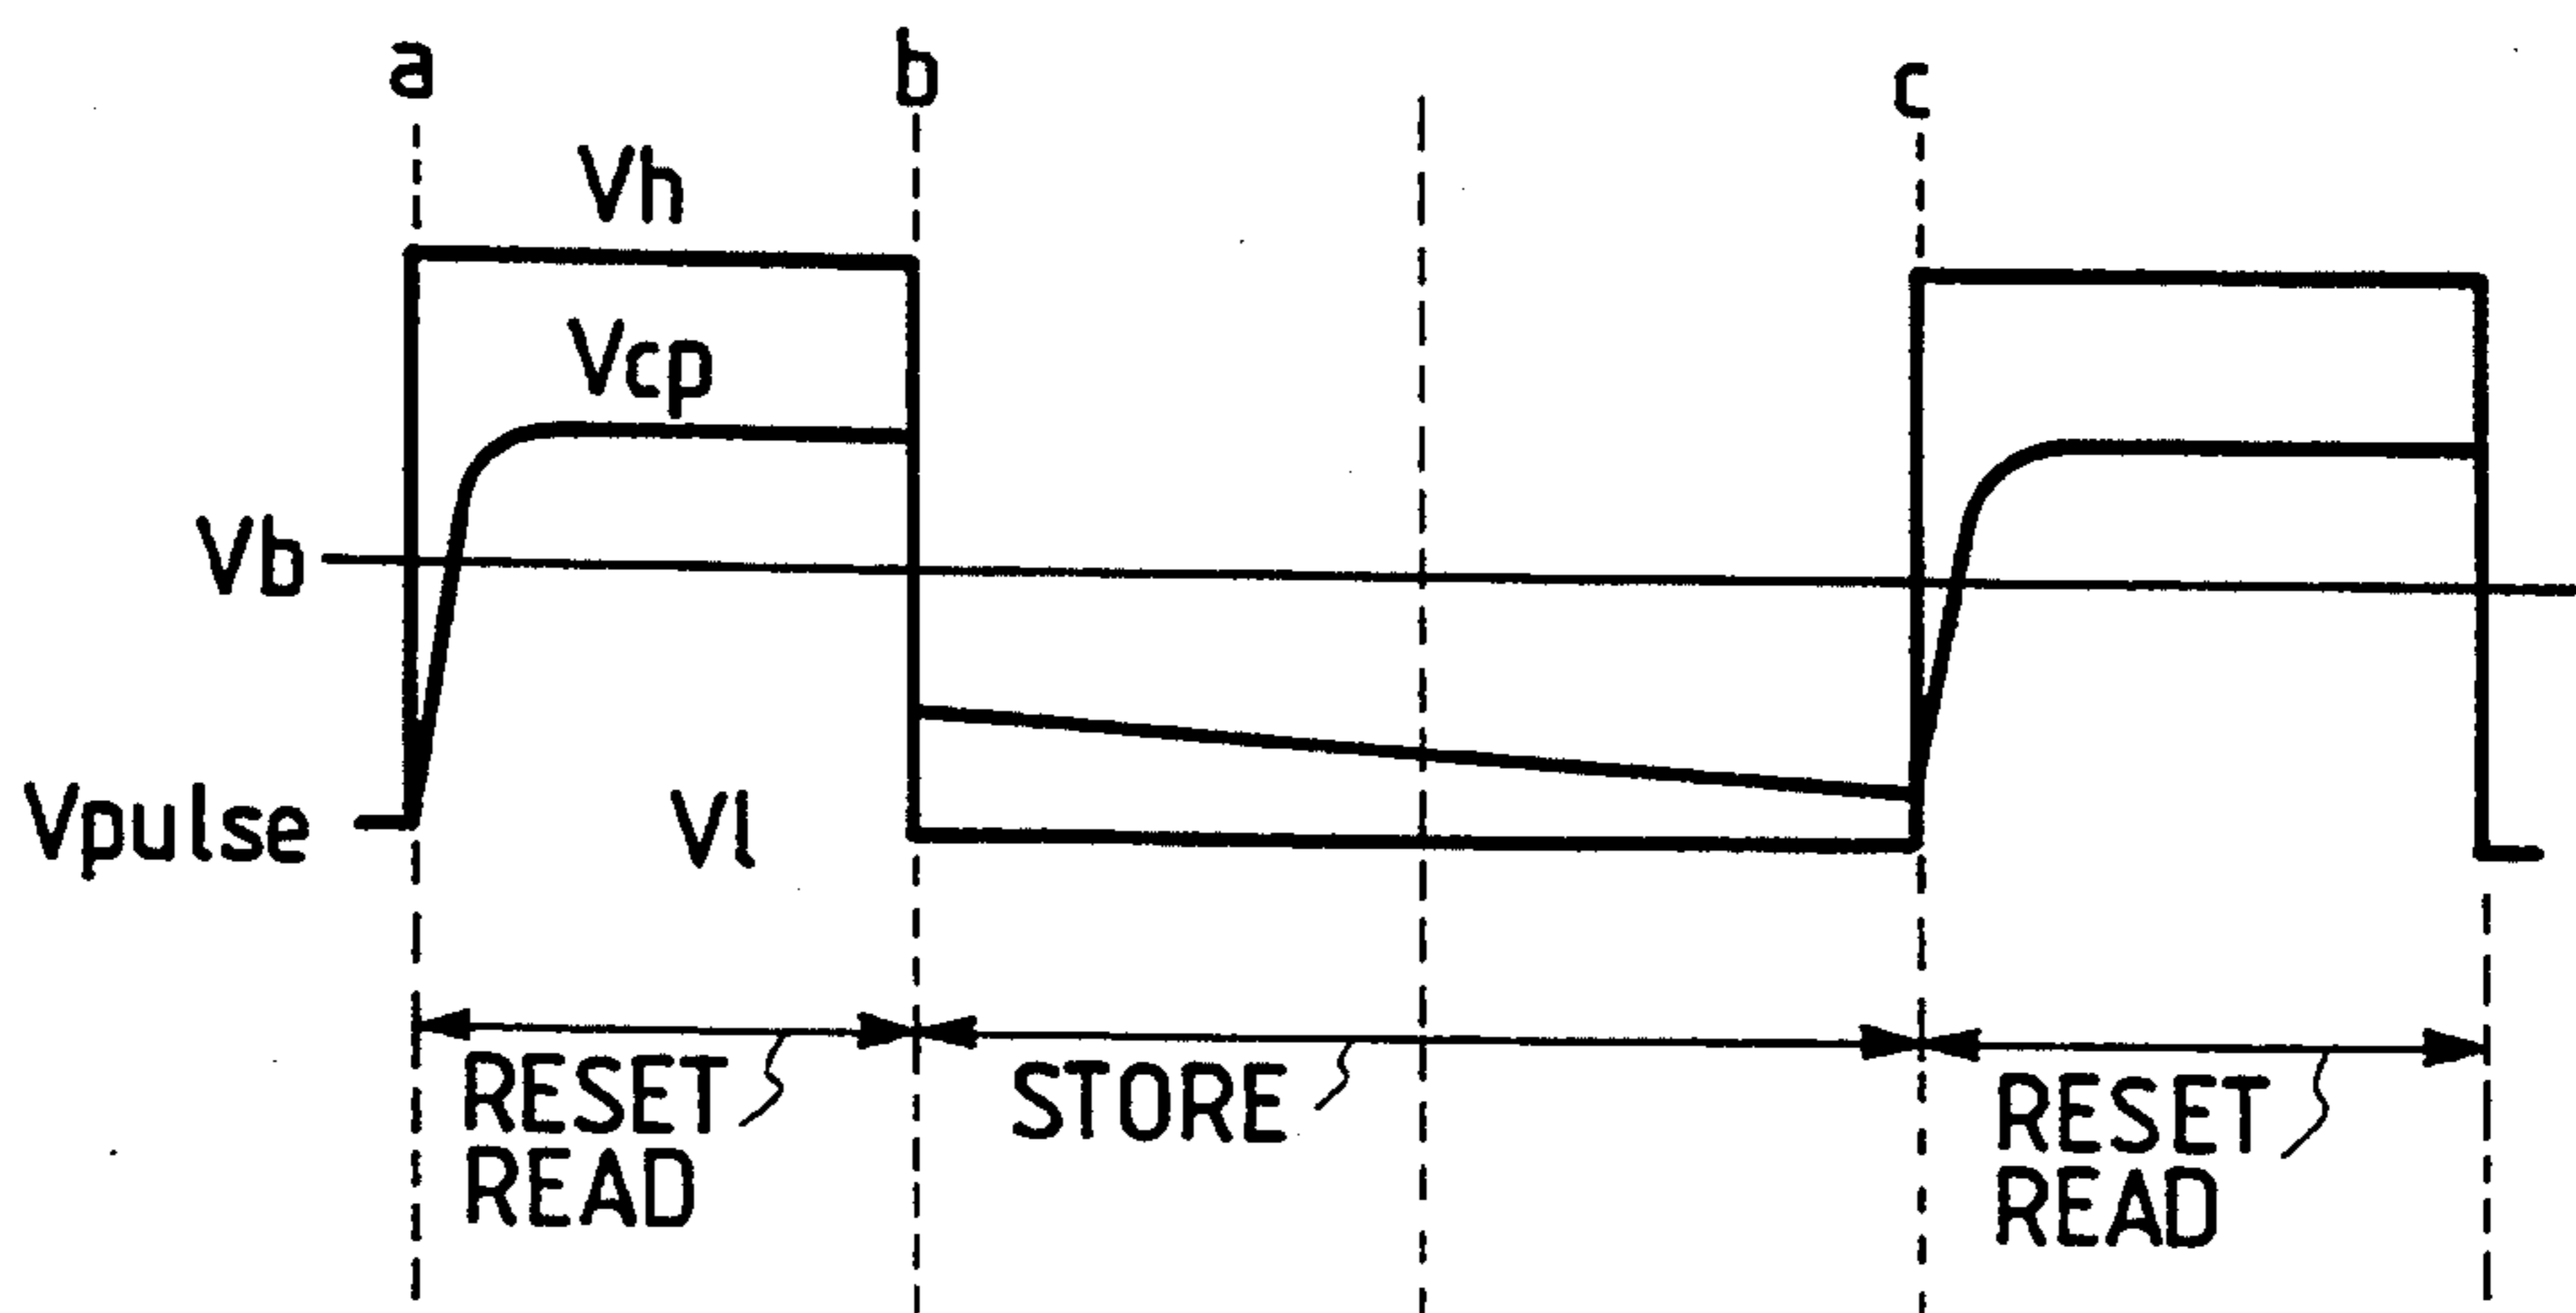 a
b
c
Vh
Vcp
Vb
Vpulse
Vl
RESET
READ
STORE
RESET
READ